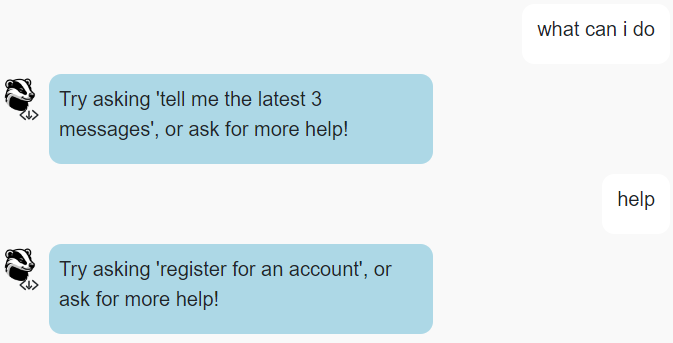 what can i do
Try asking 'tell me the latest 3
messages', or ask for more help!
help
Try asking 'register for an account', or
ask for more help!